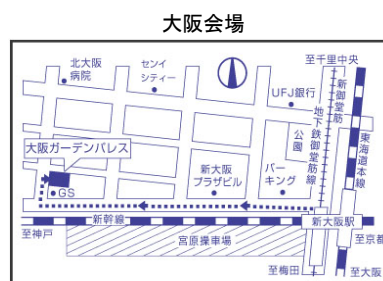 大阪会場
至千里中央
北大阪
病院
センイ
シティー
UFJ銀行
新御堂筋
地下鉄御堂筋線
東海道本線
公園
大阪ガーデンパレス
GS
新大阪
プラザビル
パー
キング
新幹線
新大阪駅
至神戸
宮原操車場
至京都
至梅田
至大阪